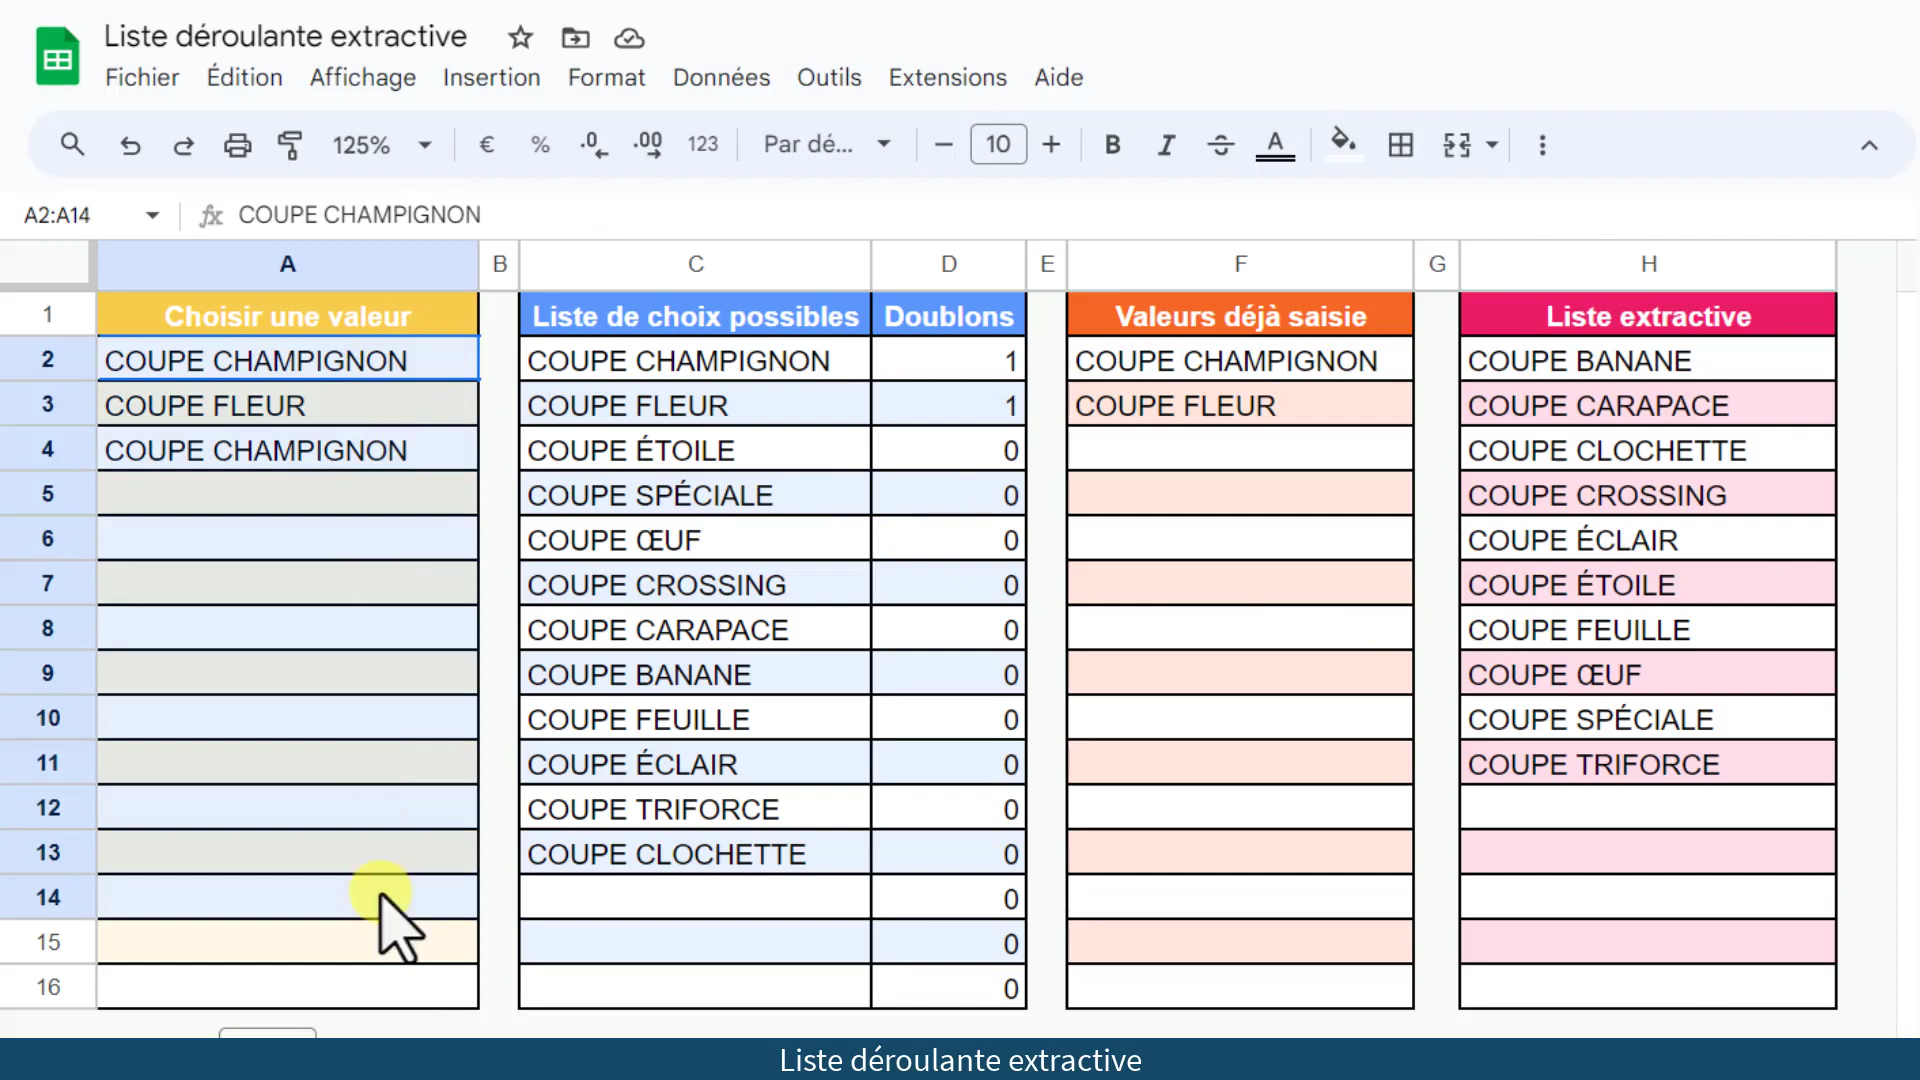 Liste déroulante extractive
Fichier Édition Affichage Insertion Format Données Outils Extensions Aide
125% € % .0 .00 123 Par dé... 10 B I A
A2:A14 fx COUPE CHAMPIGNON
A B C D E F G H
1 Choisir une valeur Liste de choix possibles Doublons Valeurs déjà saisie Liste extractive
2 COUPE CHAMPIGNON COUPE CHAMPIGNON 1 COUPE CHAMPIGNON COUPE BANANE
3 COUPE FLEUR COUPE FLEUR 1 COUPE FLEUR COUPE CARAPACE
4 COUPE CHAMPIGNON COUPE ÉTOILE 0 COUPE CLOCHETTE
5 COUPE SPÉCIALE 0 COUPE CROSSING
6 COUPE ŒUF 0 COUPE ÉCLAIR
7 COUPE CROSSING 0 COUPE ÉTOILE
8 COUPE CARAPACE 0 COUPE FEUILLE
9 COUPE BANANE 0 COUPE ŒUF
10 COUPE FEUILLE 0 COUPE SPÉCIALE
11 COUPE ÉCLAIR 0 COUPE TRIFORCE
12 COUPE TRIFORCE 0
13 COUPE CLOCHETTE 0
14 0
15 0
16 0
Liste déroulante extractive